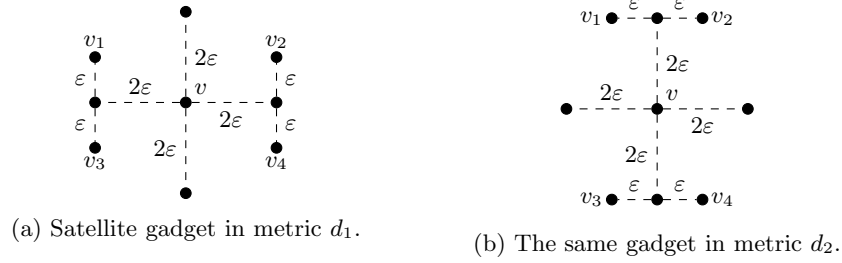 ε ε
v₁ v₂
v₁ v₂
2ε 2ε
ε 2ε v ε 2ε v
2ε 2ε
ε 2ε ε 2ε
2ε
v₃ v₄
v₃ ε ε v₄
(a) Satellite gadget in metric d₁.
(b) The same gadget in metric d₂.